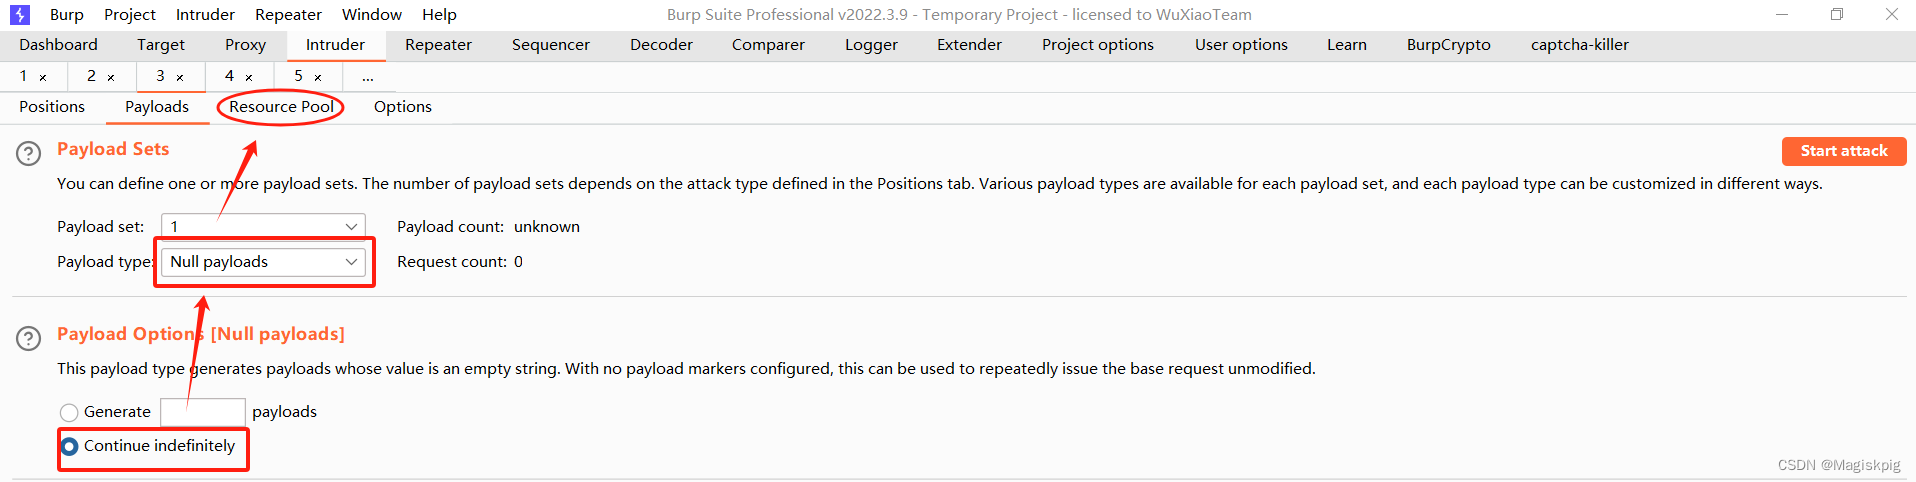 Burp Project Intruder Repeater Window Help Burp Suite Professional v2022.3.9 - Temporary Project - licensed to WuXiaoTeam
Dashboard Target Proxy Intruder Repeater Sequencer Decoder Comparer Logger Extender Project options User options Learn BurpCrypto captcha-killer
1 × 2 × 3 × 4 × 5 × ...
Positions Payloads Resource Pool Options
? Payload Sets Start attack
You can define one or more payload sets. The number of payload sets depends on the attack type defined in the Positions tab. Various payload types are available for each payload set, and each payload type can be customized in different ways.
Payload set: 1 Payload count: unknown
Payload type: Null payloads Request count: 0
? Payload Options [Null payloads]
This payload type generates payloads whose value is an empty string. With no payload markers configured, this can be used to repeatedly issue the base request unmodified.
Generate payloads
Continue indefinitely
CSDN @Magiskpig